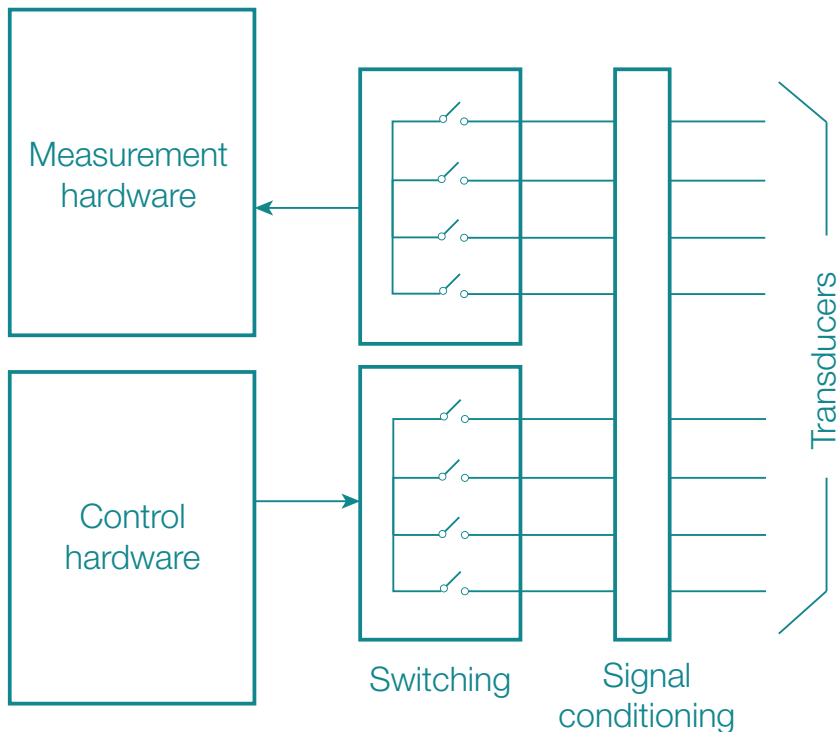 Measurement
hardware
Control
hardware
Switching
Signal
conditioning
Transducers